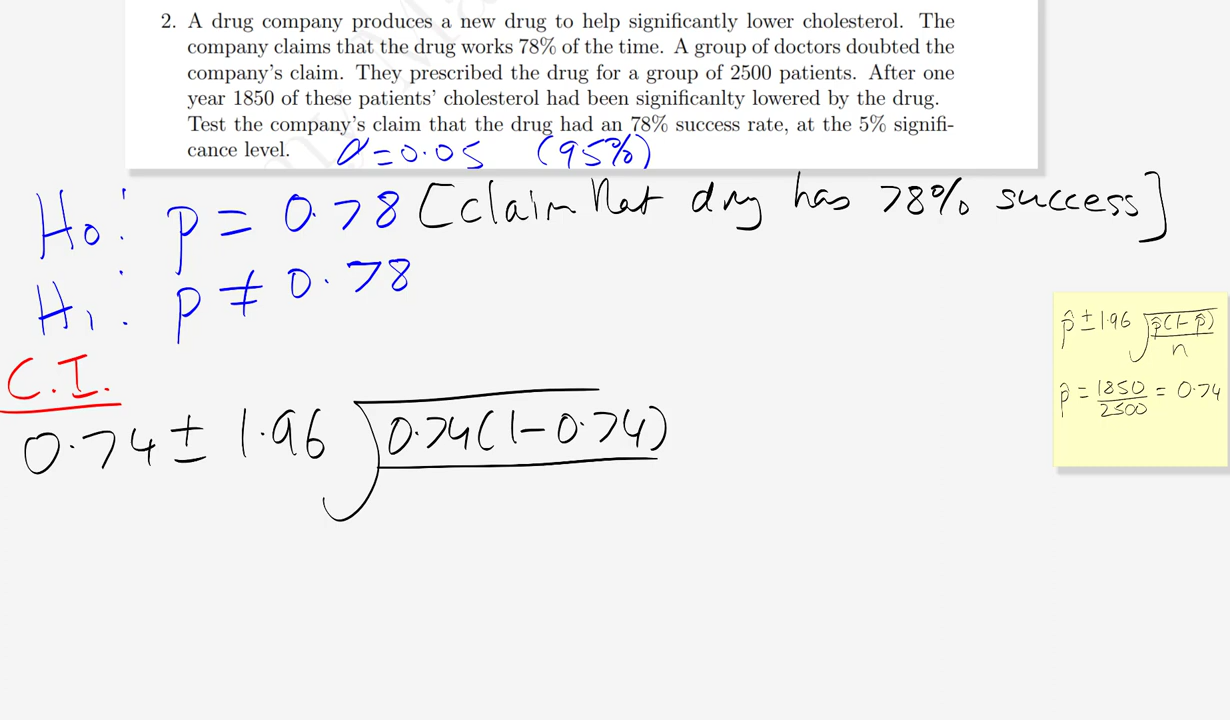 2. A drug company produces a new drug to help significantly lower cholesterol. The
company claims that the drug works 78% of the time. A group of doctors doubted the
company's claim. They prescribed the drug for a group of 2500 patients. After one
year 1850 of these patients' cholesterol had been significanlty lowered by the drug.
Test the company's claim that the drug had an 78% success rate, at the 5% signifi-
cance level. α = 0.05 (95%)
H₀: p = 0.78 [claim that drug has 78% success]
H₁: p ≠ 0.78
C.I.
0.74 ± 1.96 √0.74(1-0.74)
p̂ ± 1.96 √p̂(1-p̂)/n
p̂ = 1850/2500 = 0.74